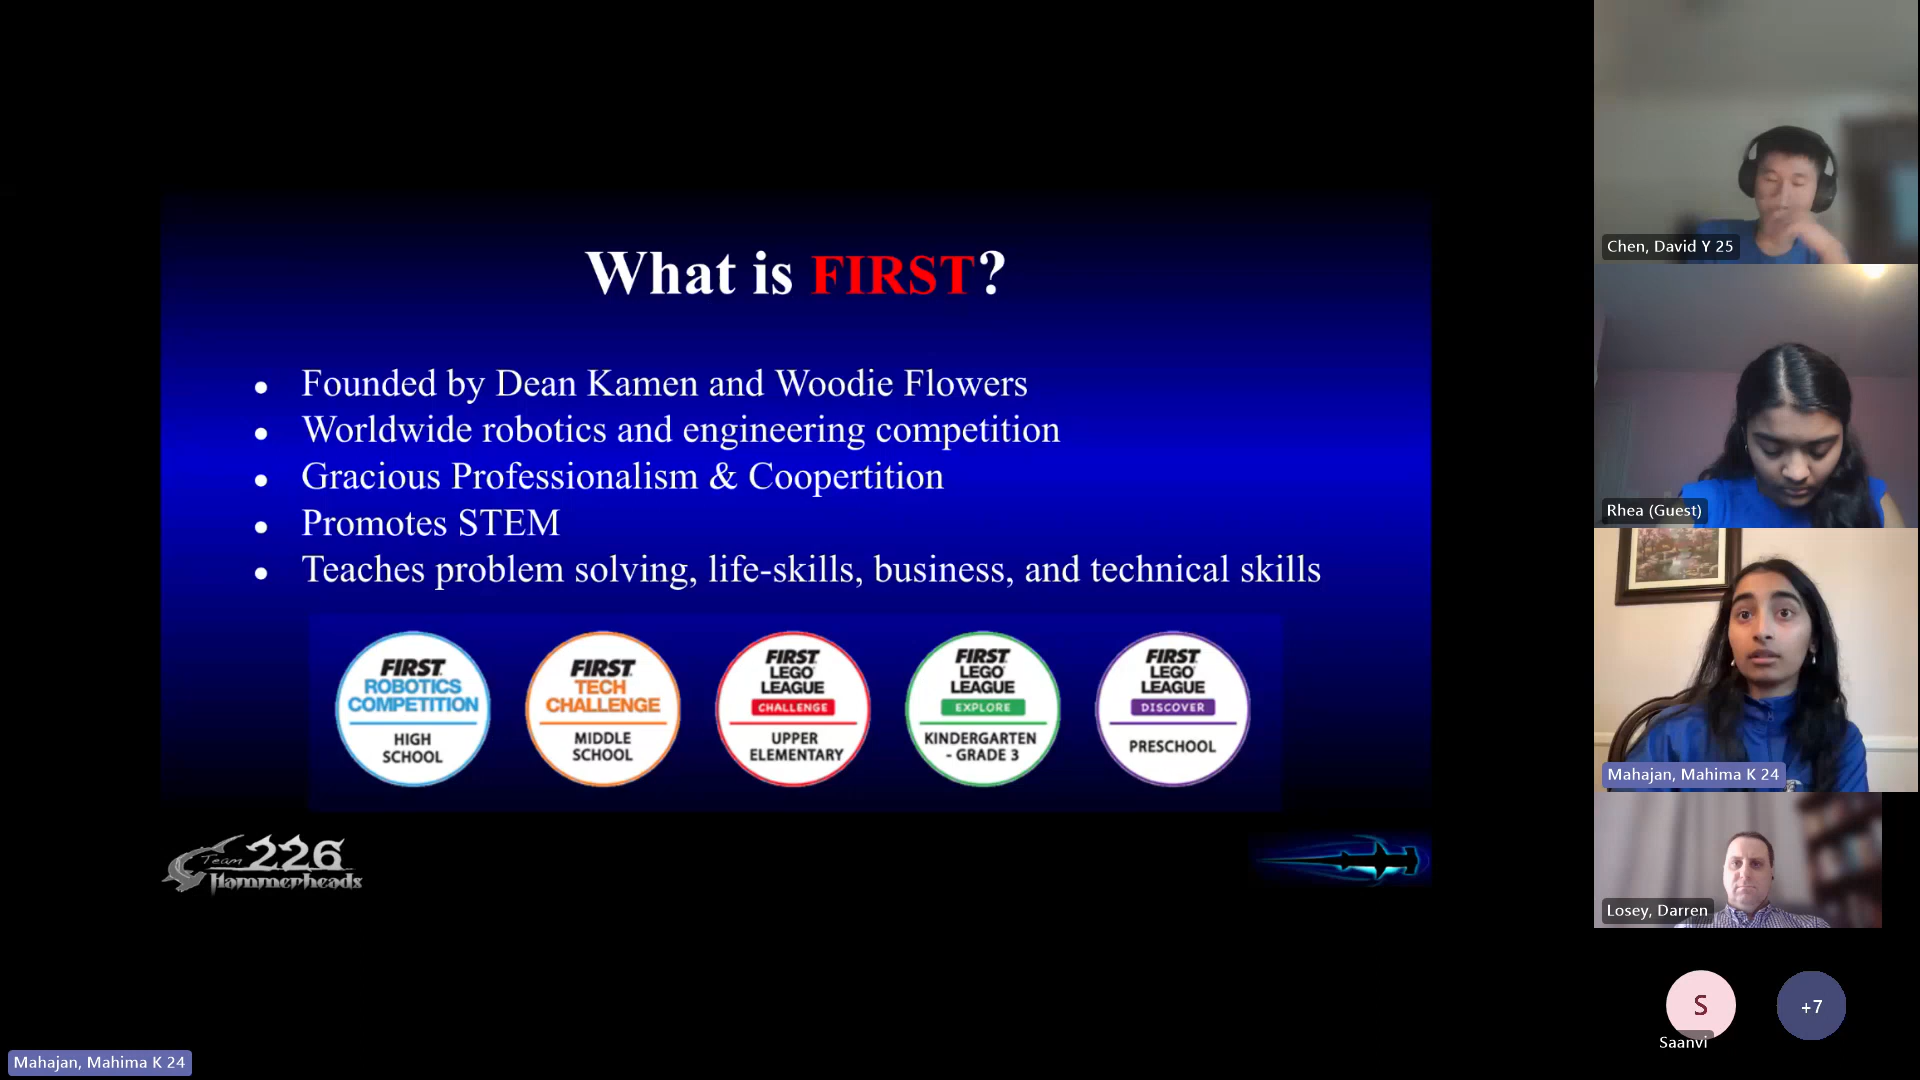 What is FIRST?
● Founded by Dean Kamen and Woodie Flowers
● Worldwide robotics and engineering competition
● Gracious Professionalism & Coopertition
● Promotes STEM
● Teaches problem solving, life-skills, business, and technical skills
FIRST
ROBOTICS
COMPETITION
HIGH
SCHOOL
FIRST
TECH
CHALLENGE
MIDDLE
SCHOOL
FIRST
LEGO
LEAGUE
CHALLENGE
UPPER
ELEMENTARY
FIRST
LEGO
LEAGUE
EXPLORE
KINDERGARTEN
- GRADE 3
FIRST
LEGO
LEAGUE
DISCOVER
PRESCHOOL
Team 226
Hammerheads
Chen, David Y 25
Rhea (Guest)
Mahajan, Mahima K 24
Losey, Darren
S
Saanvi
+7
Mahajan, Mahima K 24